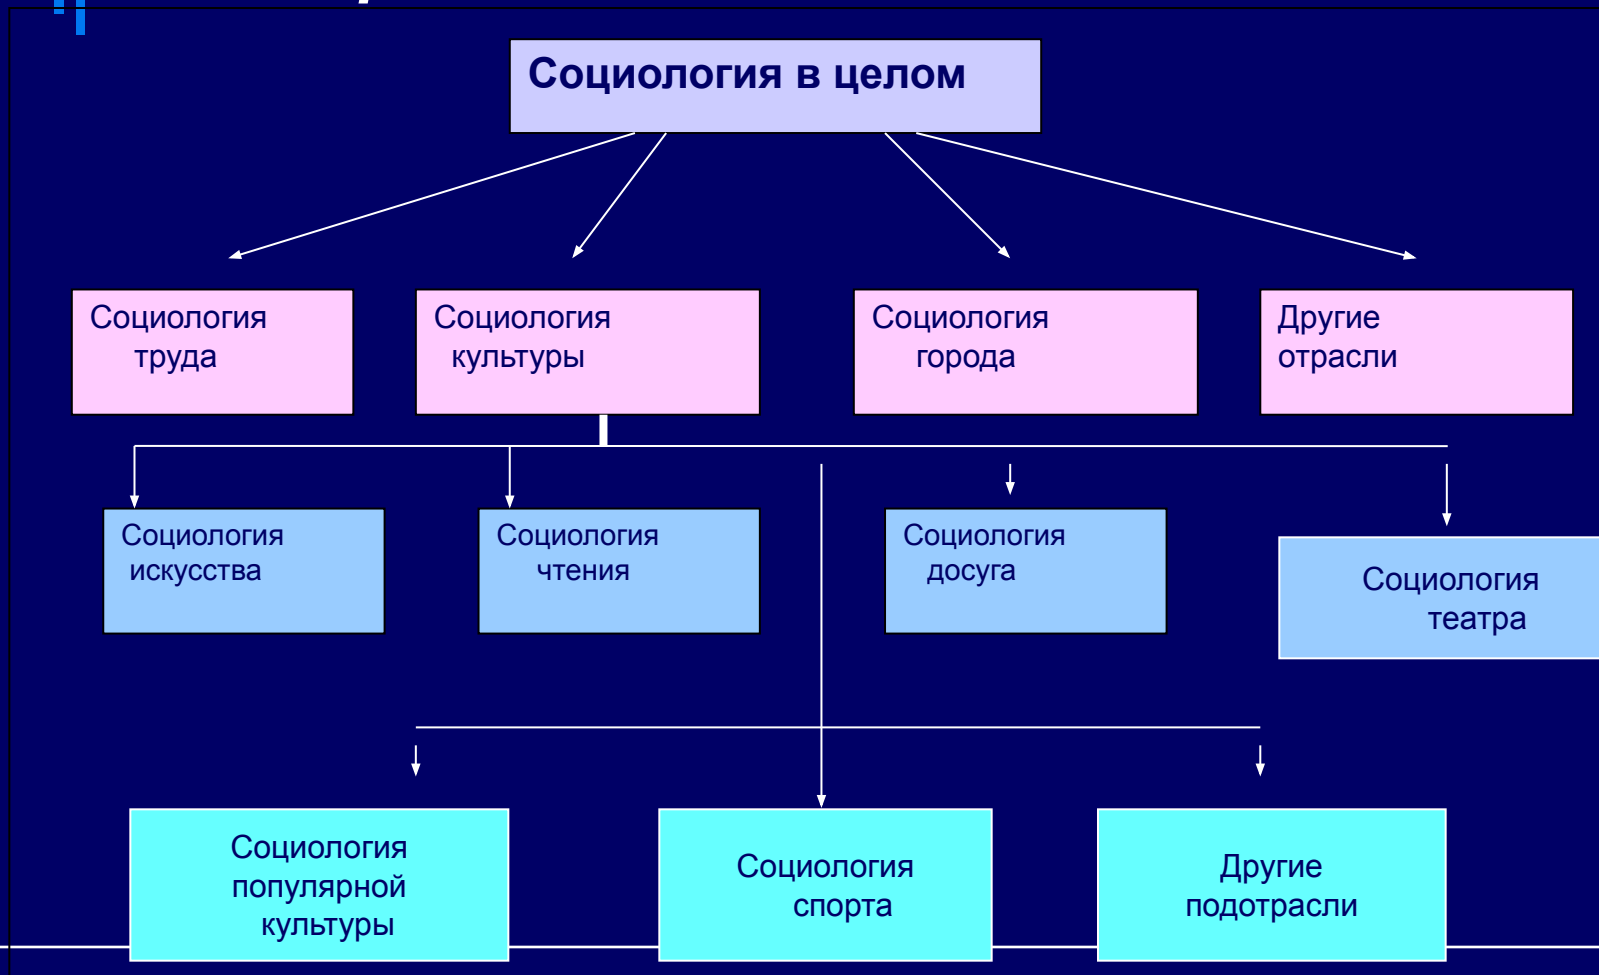 Социология в целом
Социология
труда
Социология
культуры
Социология
города
Другие
отрасли
Социология
искусства
Социология
чтения
Социология
досуга
Социология
театра
Социология
популярной
культуры
Социология
спорта
Другие
подотрасли